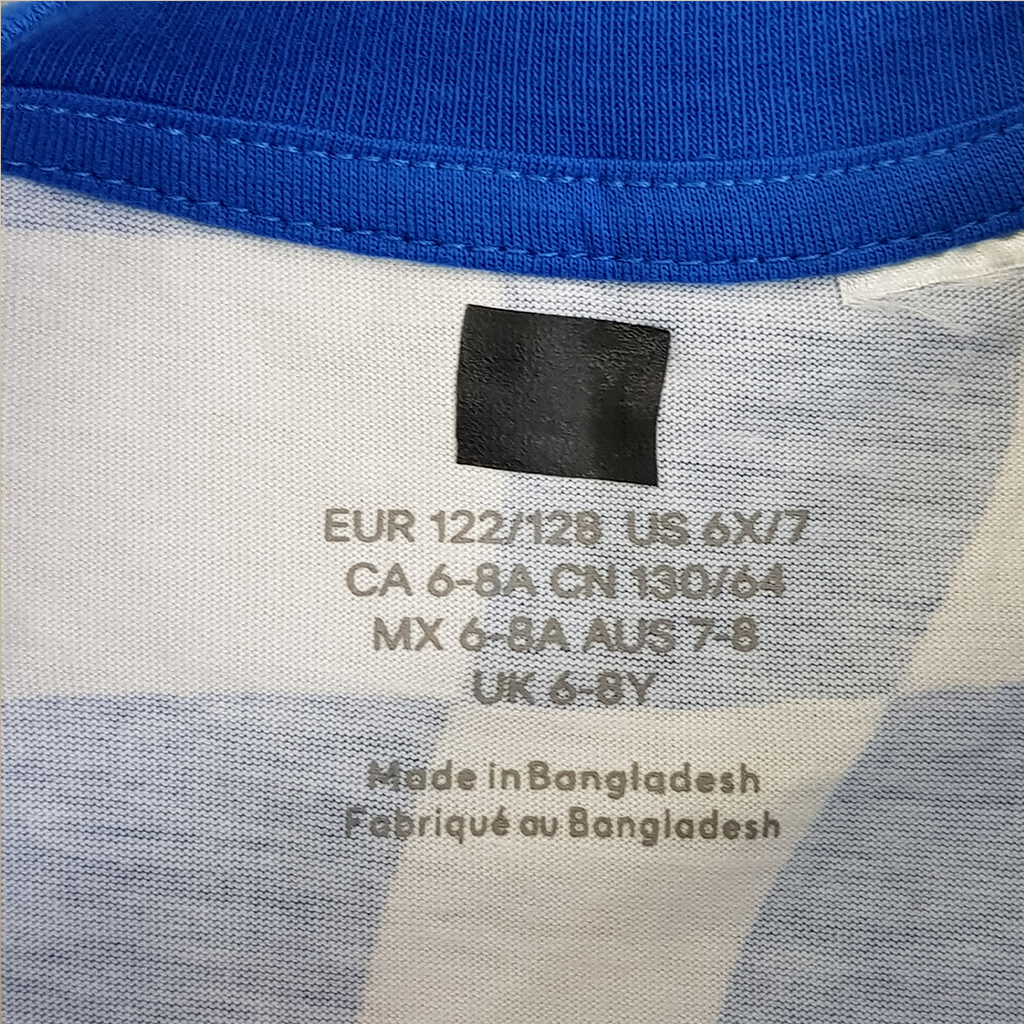 EUR 122/128 US 6X/7
CA 6-8A CN 130/64
MX 6-8A AUS 7-8
UK 6-8Y
Made in Bangladesh
Fabriqué au Bangladesh